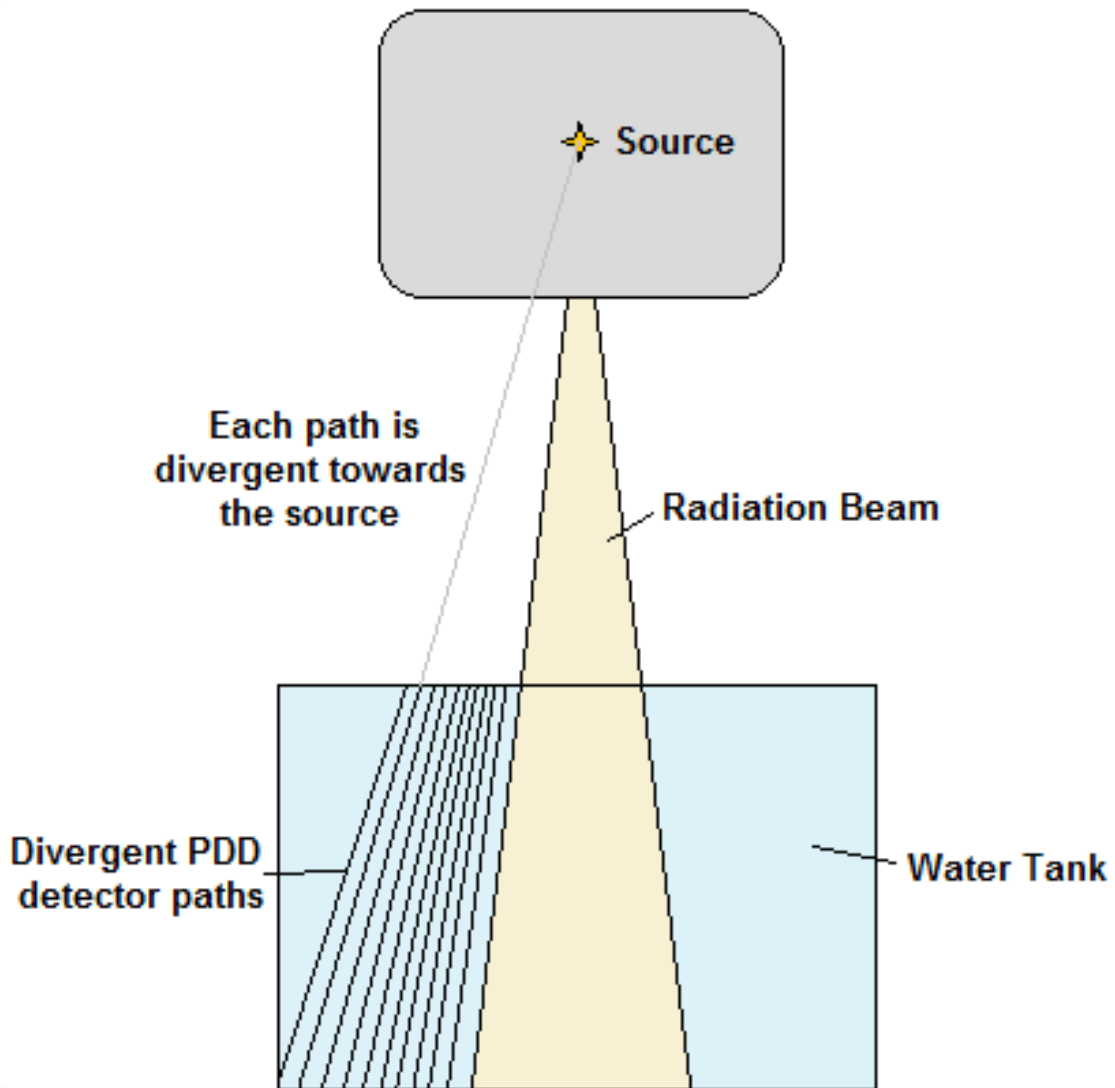 Source
Each path is
divergent towards
the source
Radiation Beam
Divergent PDD
detector paths
Water Tank